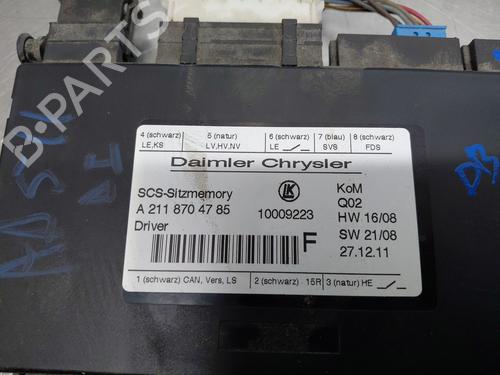 B-PARTS
4 (schwarz) 5 (natur) 6 (schwarz) 7 (blau) 8 (schwarz)
LE,KS LV,HV,NV LE SVS FDS
Daimler Chrysler
SCS-Sitzmemory LK KoM
A 211 870 47 85 10009223 Q02
Driver HW 16/08
F SW 21/08
27.12.11
1 (schwarz) CAN, Vers, LS 2 (schwarz) 15R 3 (natur) HE